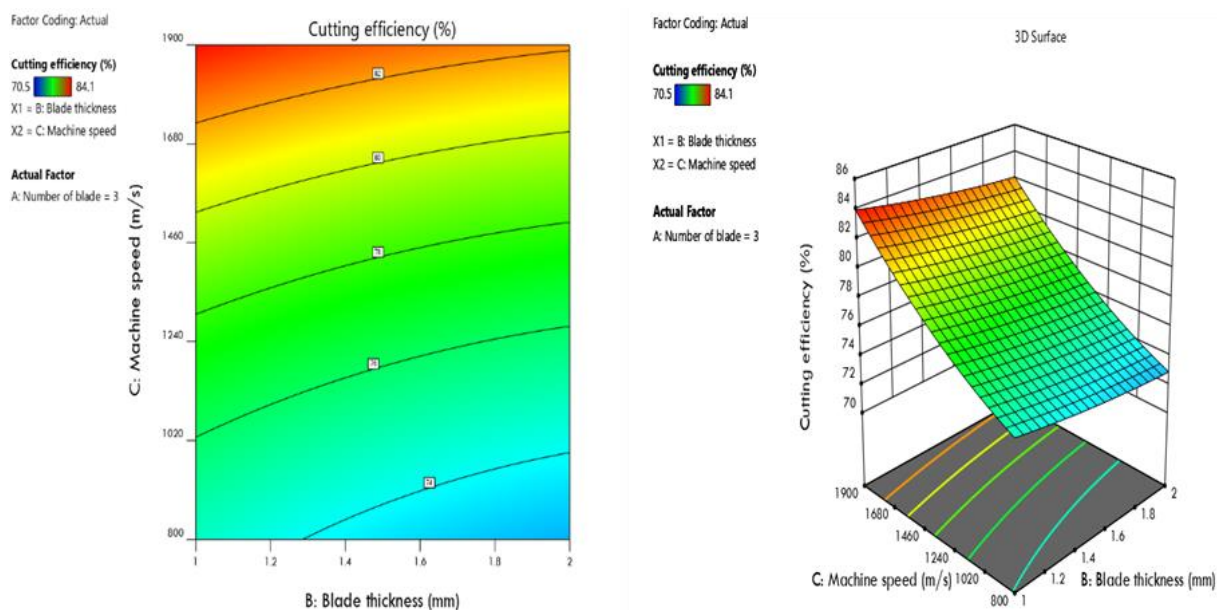 Factor Coding: Actual
Cutting efficiency (%)
70.5 84.1
X1 = B: Blade thickness
X2 = C: Machine speed
Actual Factor
A: Number of blade = 3
Cutting efficiency (%)
C: Machine speed (m/s)
1900
1680
1460
1240
1020
800
82
80
78
76
74
1 1.2 1.4 1.6 1.8 2
B: Blade thickness (mm)
Factor Coding: Actual
Cutting efficiency (%)
70.5 84.1
X1 = B: Blade thickness
X2 = C: Machine speed
Actual Factor
A: Number of blade = 3
3D Surface
Cutting efficiency (%)
86
84
82
80
78
76
74
72
70
1900
1680
1460
1240
1020
800
C: Machine speed (m/s)
2
1.8
1.6
1.4
1.2
1
B: Blade thickness (mm)